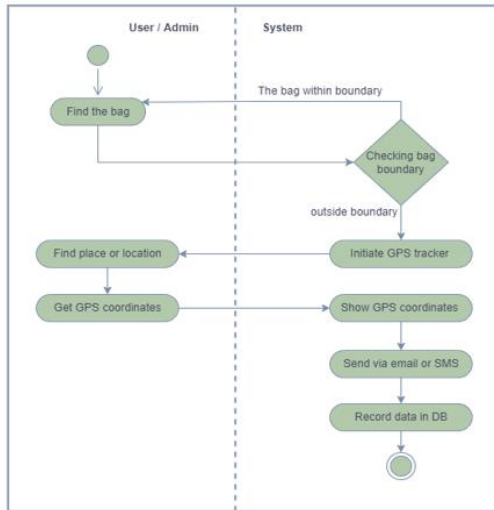 User / Admin
System
The bag within boundary
Find the bag
Checking bag
boundary
outside boundary
Find place or location
Initiate GPS tracker
Get GPS coordinates
Show GPS coordinates
Send via email or SMS
Record data in DB